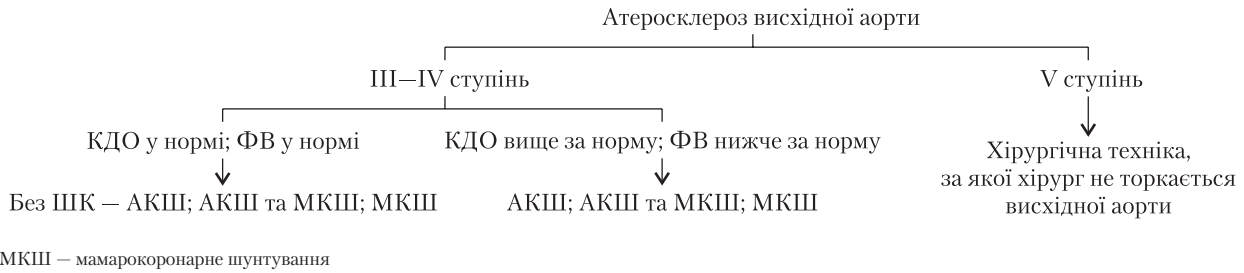 Атеросклероз висхідної аорти
III—IV ступінь
V ступінь
КДО у нормі; ФВ у нормі
КДО вище за норму; ФВ нижче за норму
Хірургічна техніка,
за якої хірург не торкається
висхідної аорти
Без ШК — АКШ; АКШ та МКШ; МКШ
АКШ; АКШ та МКШ; МКШ
МКШ — мамарокоронарне шунтування